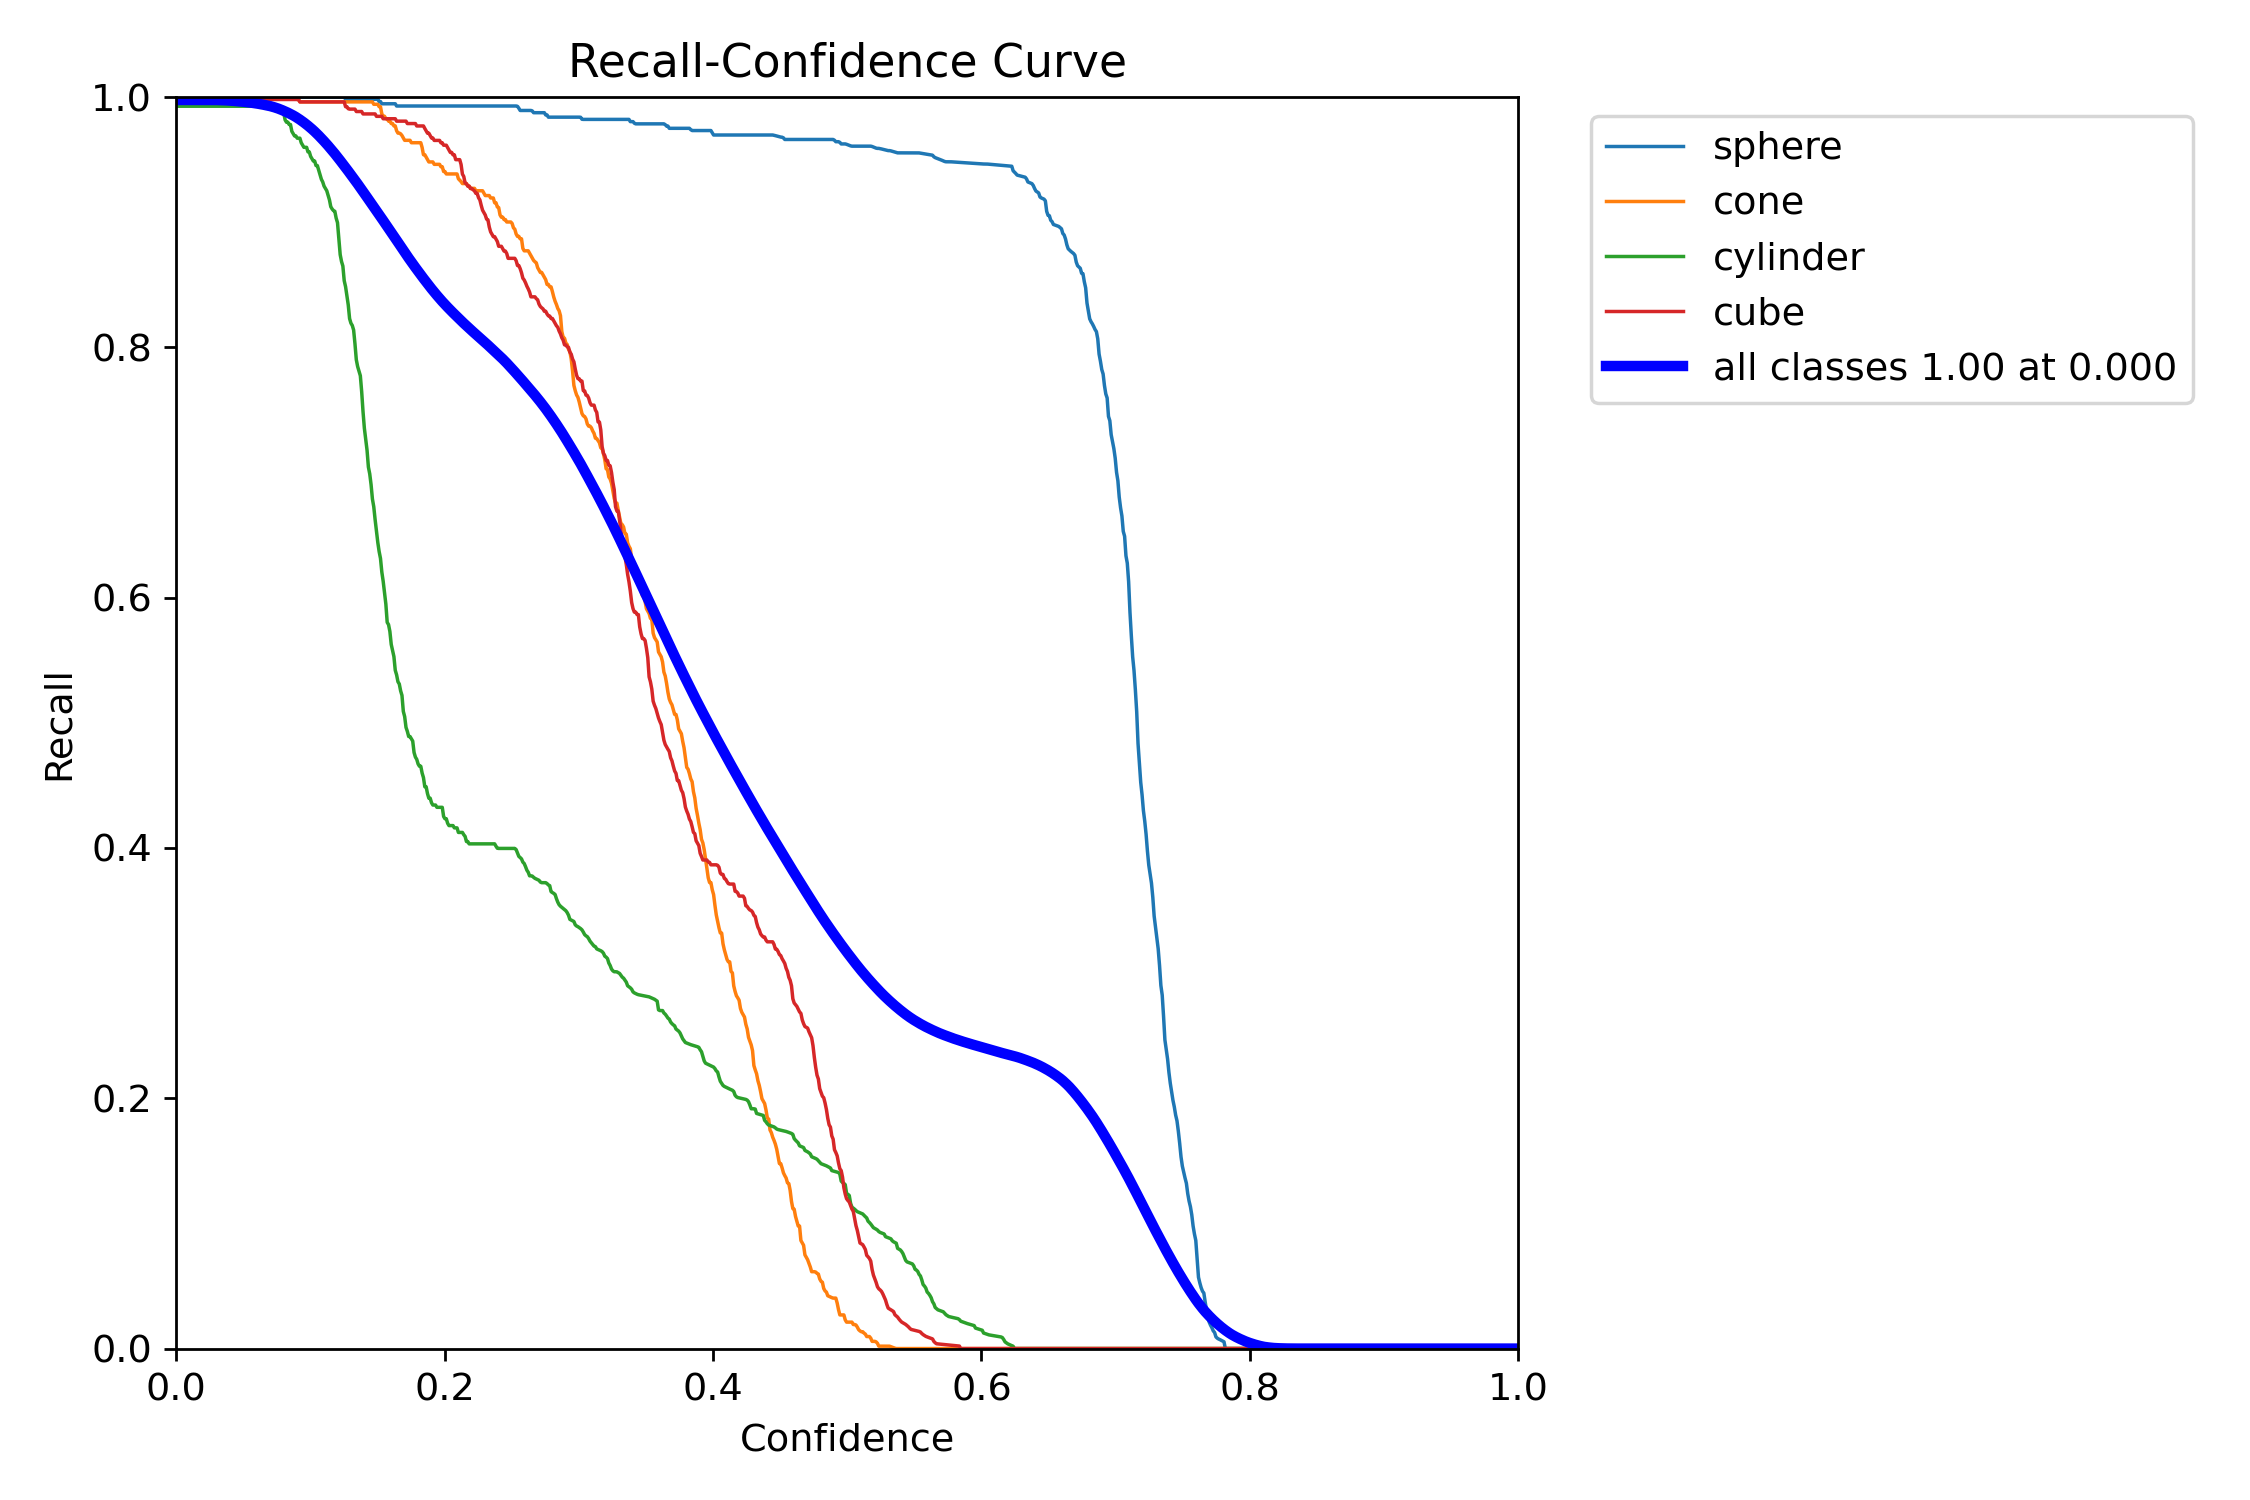 Recall-Confidence Curve
1.0
0.8
0.6
0.4
0.2
0.0
Recall
0.0 0.2 0.4 0.6 0.8 1.0
Confidence
sphere
cone
cylinder
cube
all classes 1.00 at 0.000